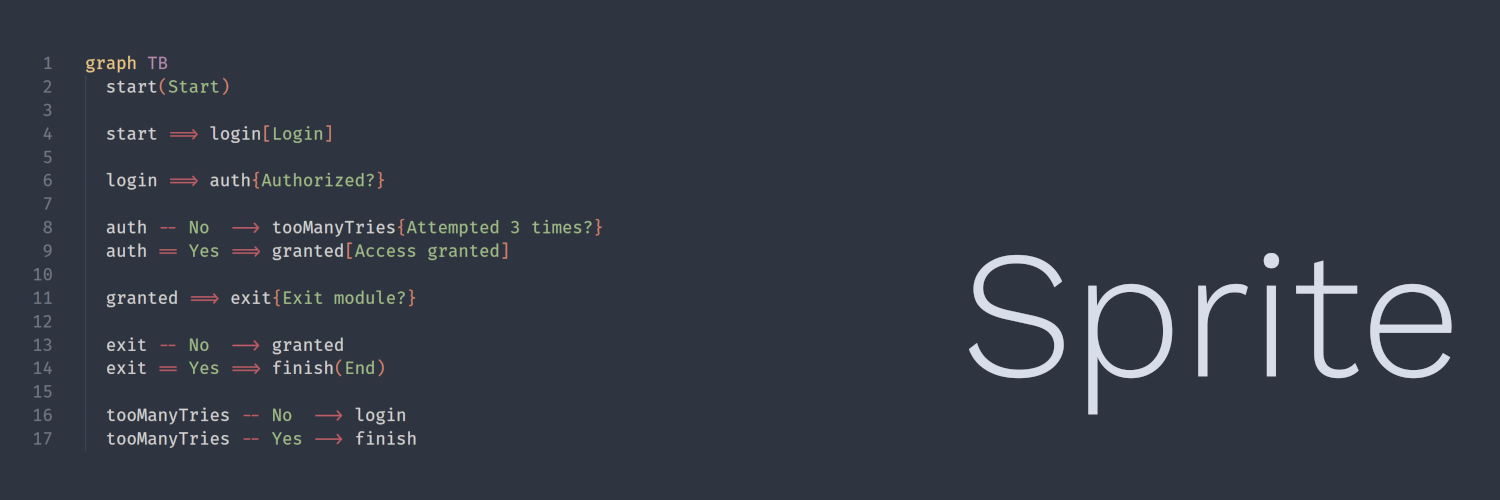 1 graph TB
2 start(Start)
3
4 start ==> login[Login]
5
6 login ==> auth{Authorized?}
7
8 auth -- No --> tooManyTries{Attempted 3 times?}
9 auth == Yes ==> granted[Access granted]
10
11 granted ==> exit{Exit module?}
12
13 exit -- No --> granted
14 exit == Yes ==> finish(End)
15
16 tooManyTries -- No --> login
17 tooManyTries -- Yes --> finish
Sprite